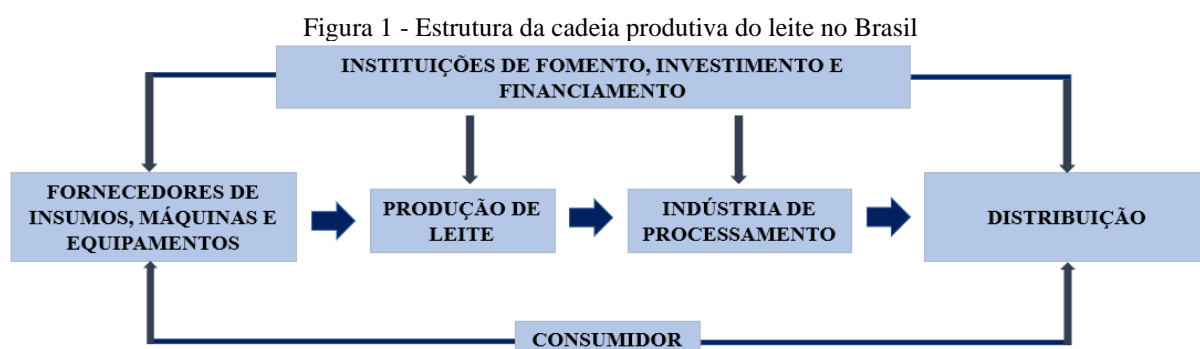 Figura 1 - Estrutura da cadeia produtiva do leite no Brasil
INSTITUIÇÕES DE FOMENTO, INVESTIMENTO E
FINANCIAMENTO
FORNECEDORES DE
INSUMOS, MÁQUINAS E
EQUIPAMENTOS
PRODUÇÃO DE
LEITE
INDÚSTRIA DE
PROCESSAMENTO
DISTRIBUIÇÃO
CONSUMIDOR